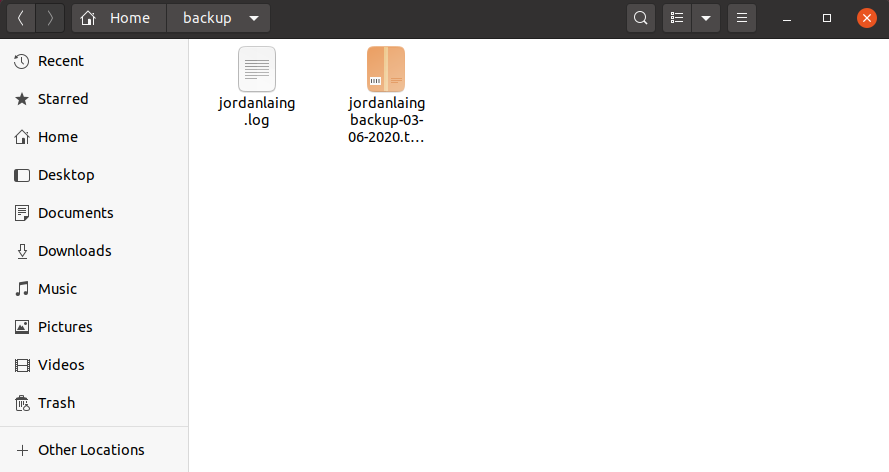 Home backup
Recent
Starred
Home
Desktop
Documents
Downloads
Music
Pictures
Videos
Trash
Other Locations
jordanlaing
.log
jordanlaing
backup-03-
06-2020.t...